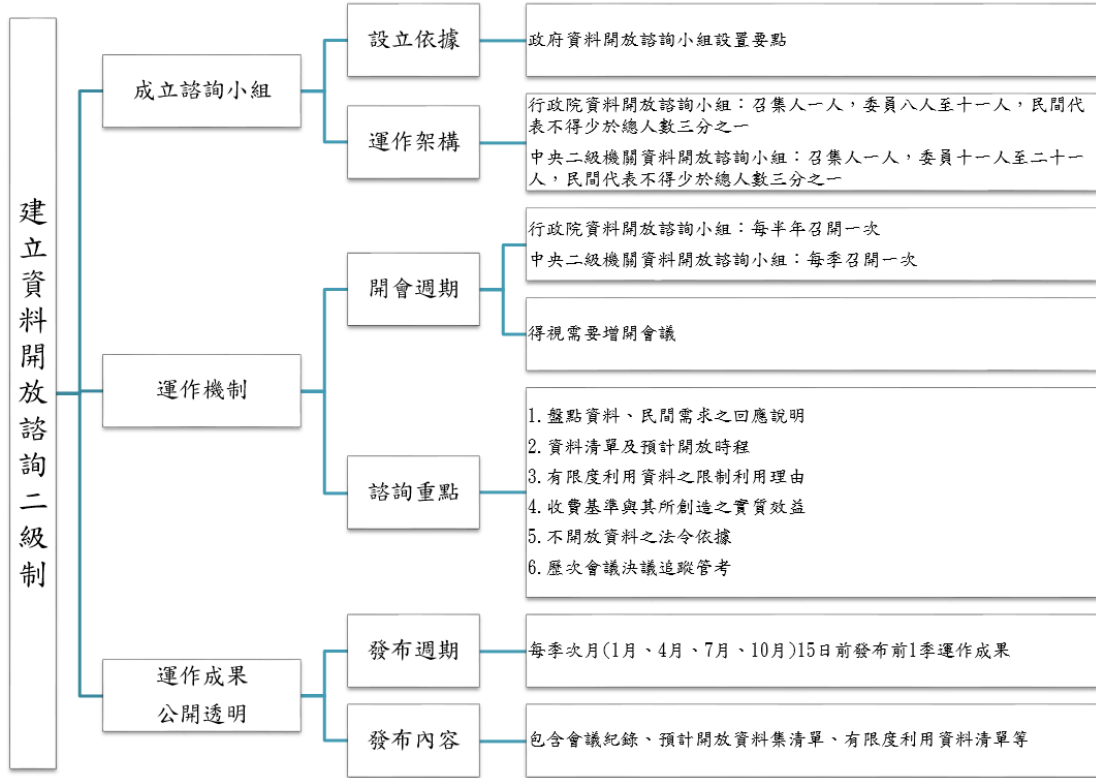 建立資料開放諮詢二級制
成立諮詢小組
設立依據
政府資料開放諮詢小組設置要點
運作架構
行政院資料開放諮詢小組：召集人一人，委員八人至十一人，民間代
表不得少於總人數三分之一
中央二級機關資料開放諮詢小組：召集人一人，委員十一人至二十一
人，民間代表不得少於總人數三分之一
運作機制
開會週期
行政院資料開放諮詢小組：每半年召開一次
中央二級機關資料開放諮詢小組：每季召開一次
得視需要增開會議
諮詢重點
1.盤點資料、民間需求之回應說明
2.資料清單及預計開放時程
3.有限度利用資料之限制利用理由
4.收費基準與其所創造之實質效益
5.不開放資料之法令依據
6.歷次會議決議追蹤管考
運作成果
公開透明
發布週期
每季次月(1月、4月、7月、10月)15日前發布前1季運作成果
發布內容
包含會議紀錄、預計開放資料集清單、有限度利用資料清單等